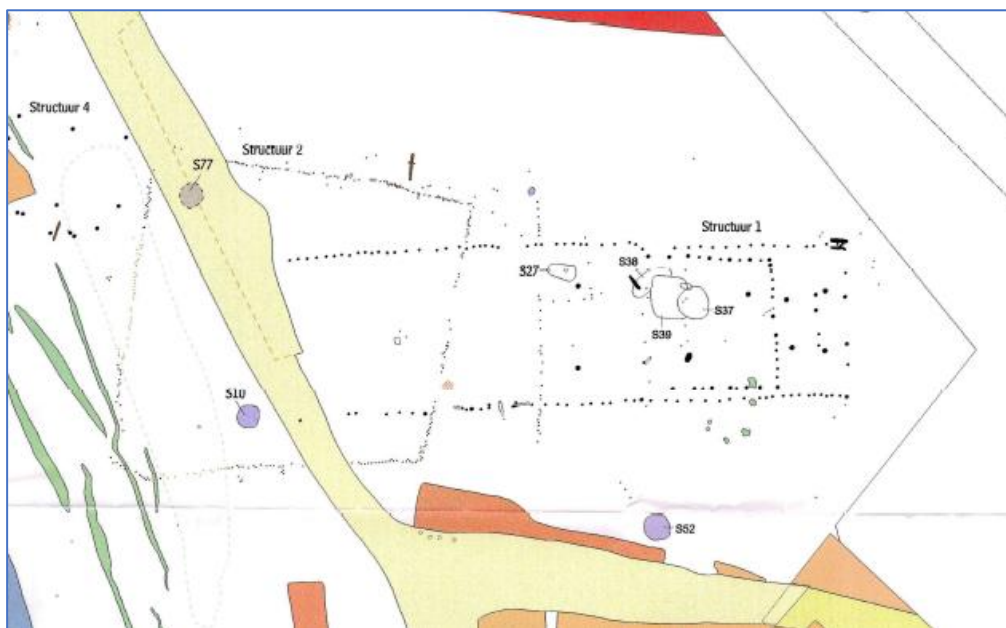 Structuur 4
S77
Structuur 2
Structuur 1
S27
S38
S37
S39
S10
S52